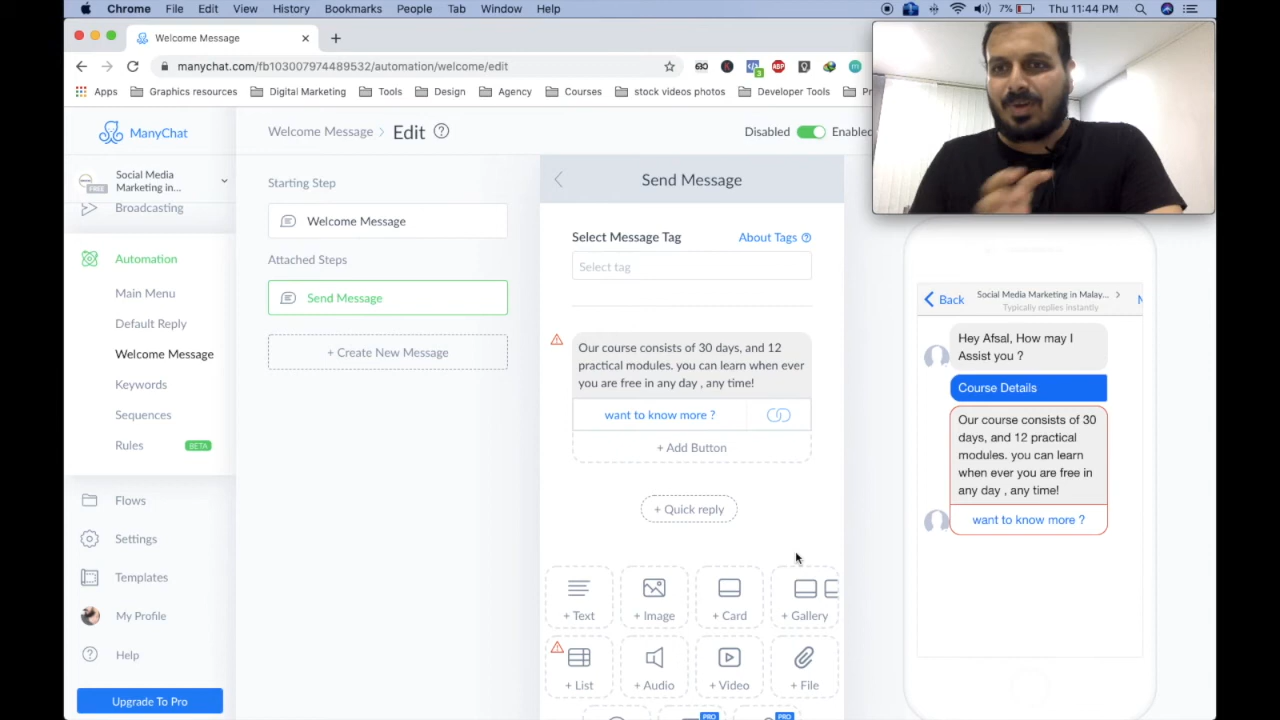 Chrome File Edit View History Bookmarks People Tab Window Help
7% Thu 11:44 PM
Welcome Message
manychat.com/fb103007974489532/automation/welcome/edit
Apps Graphics resources Digital Marketing Tools Design Agency Courses stock videos photos Developer Tools
ManyChat
Welcome Message > Edit
Disabled Enabled
Social Media
Marketing in...
FREE
Broadcasting
Automation
Main Menu
Default Reply
Welcome Message
Keywords
Sequences
Rules BETA
Flows
Settings
Templates
My Profile
Help
Upgrade To Pro
Starting Step
Welcome Message
Attached Steps
Send Message
+ Create New Message
Send Message
Select Message Tag About Tags
Select tag
Our course consists of 30 days, and 12
practical modules. you can learn when ever
you are free in any day , any time!
want to know more ?
+ Add Button
+ Quick reply
+ Text + Image + Card + Gallery
+ List + Audio + Video + File
PRO PRO
Back Social Media Marketing in Malay...
Typically replies instantly
Hey Afsal, How may I
Assist you ?
Course Details
Our course consists of 30
days, and 12 practical
modules. you can learn
when ever you are free in
any day , any time!
want to know more ?